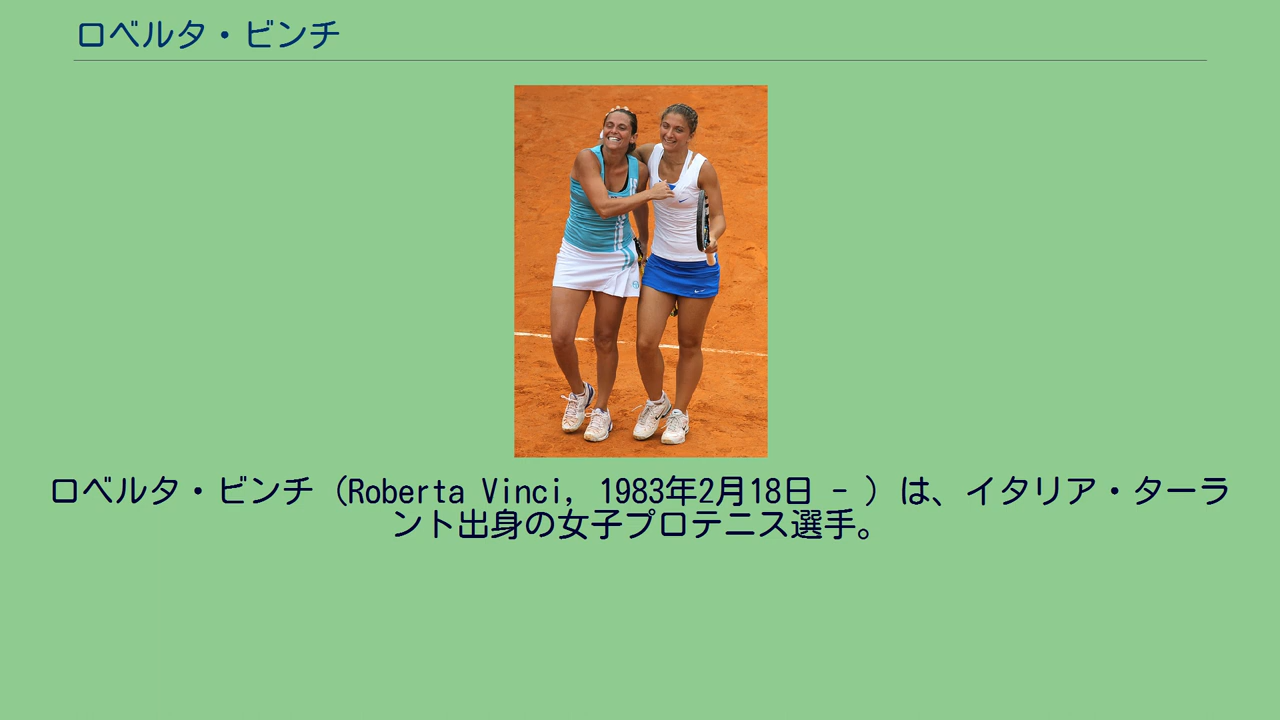 ロベルタ・ビンチ
ロベルタ・ビンチ（Roberta Vinci, 1983年2月18日 - ）は、イタリア・ターラ
ント出身の女子プロテニス選手。